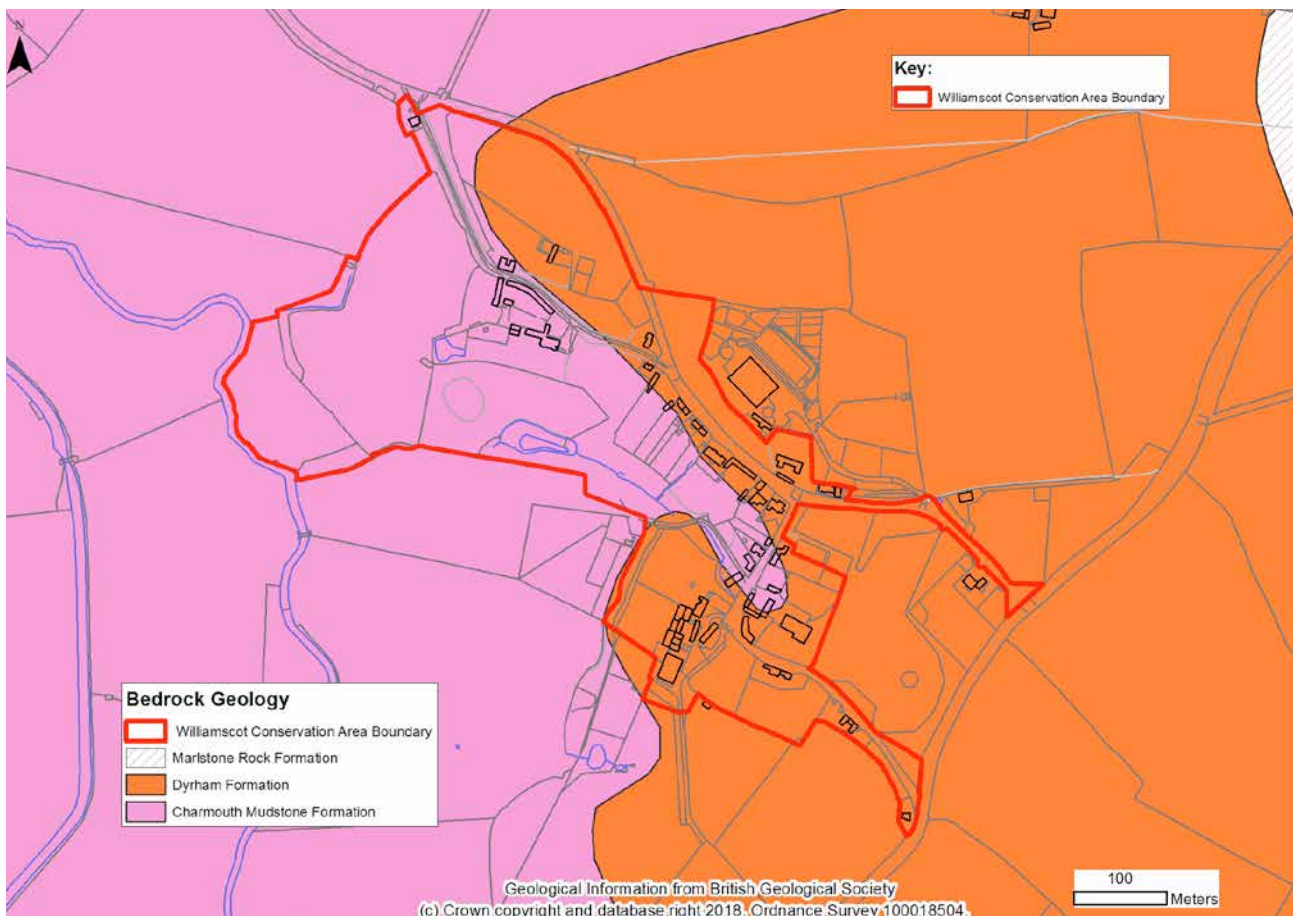 N
Key:
Williamscot Conservation Area Boundary
Bedrock Geology
Williamscot Conservation Area Boundary
Marlstone Rock Formation
Dyrham Formation
Charmouth Mudstone Formation
100
Meters
Geological Information from British Geological Society
(c) Crown copyright and database right 2018. Ordnance Survey 100018504.